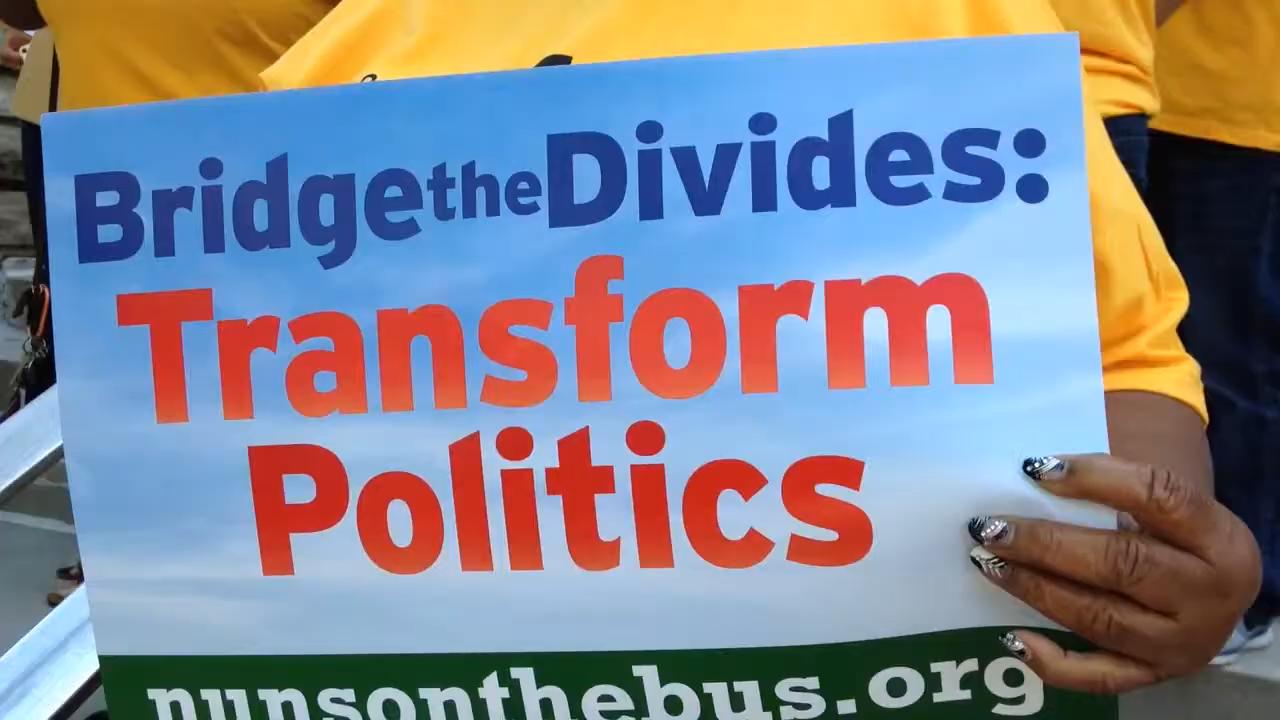 Bridge the Divides:
Transform
Politics
nunsonthebus.org